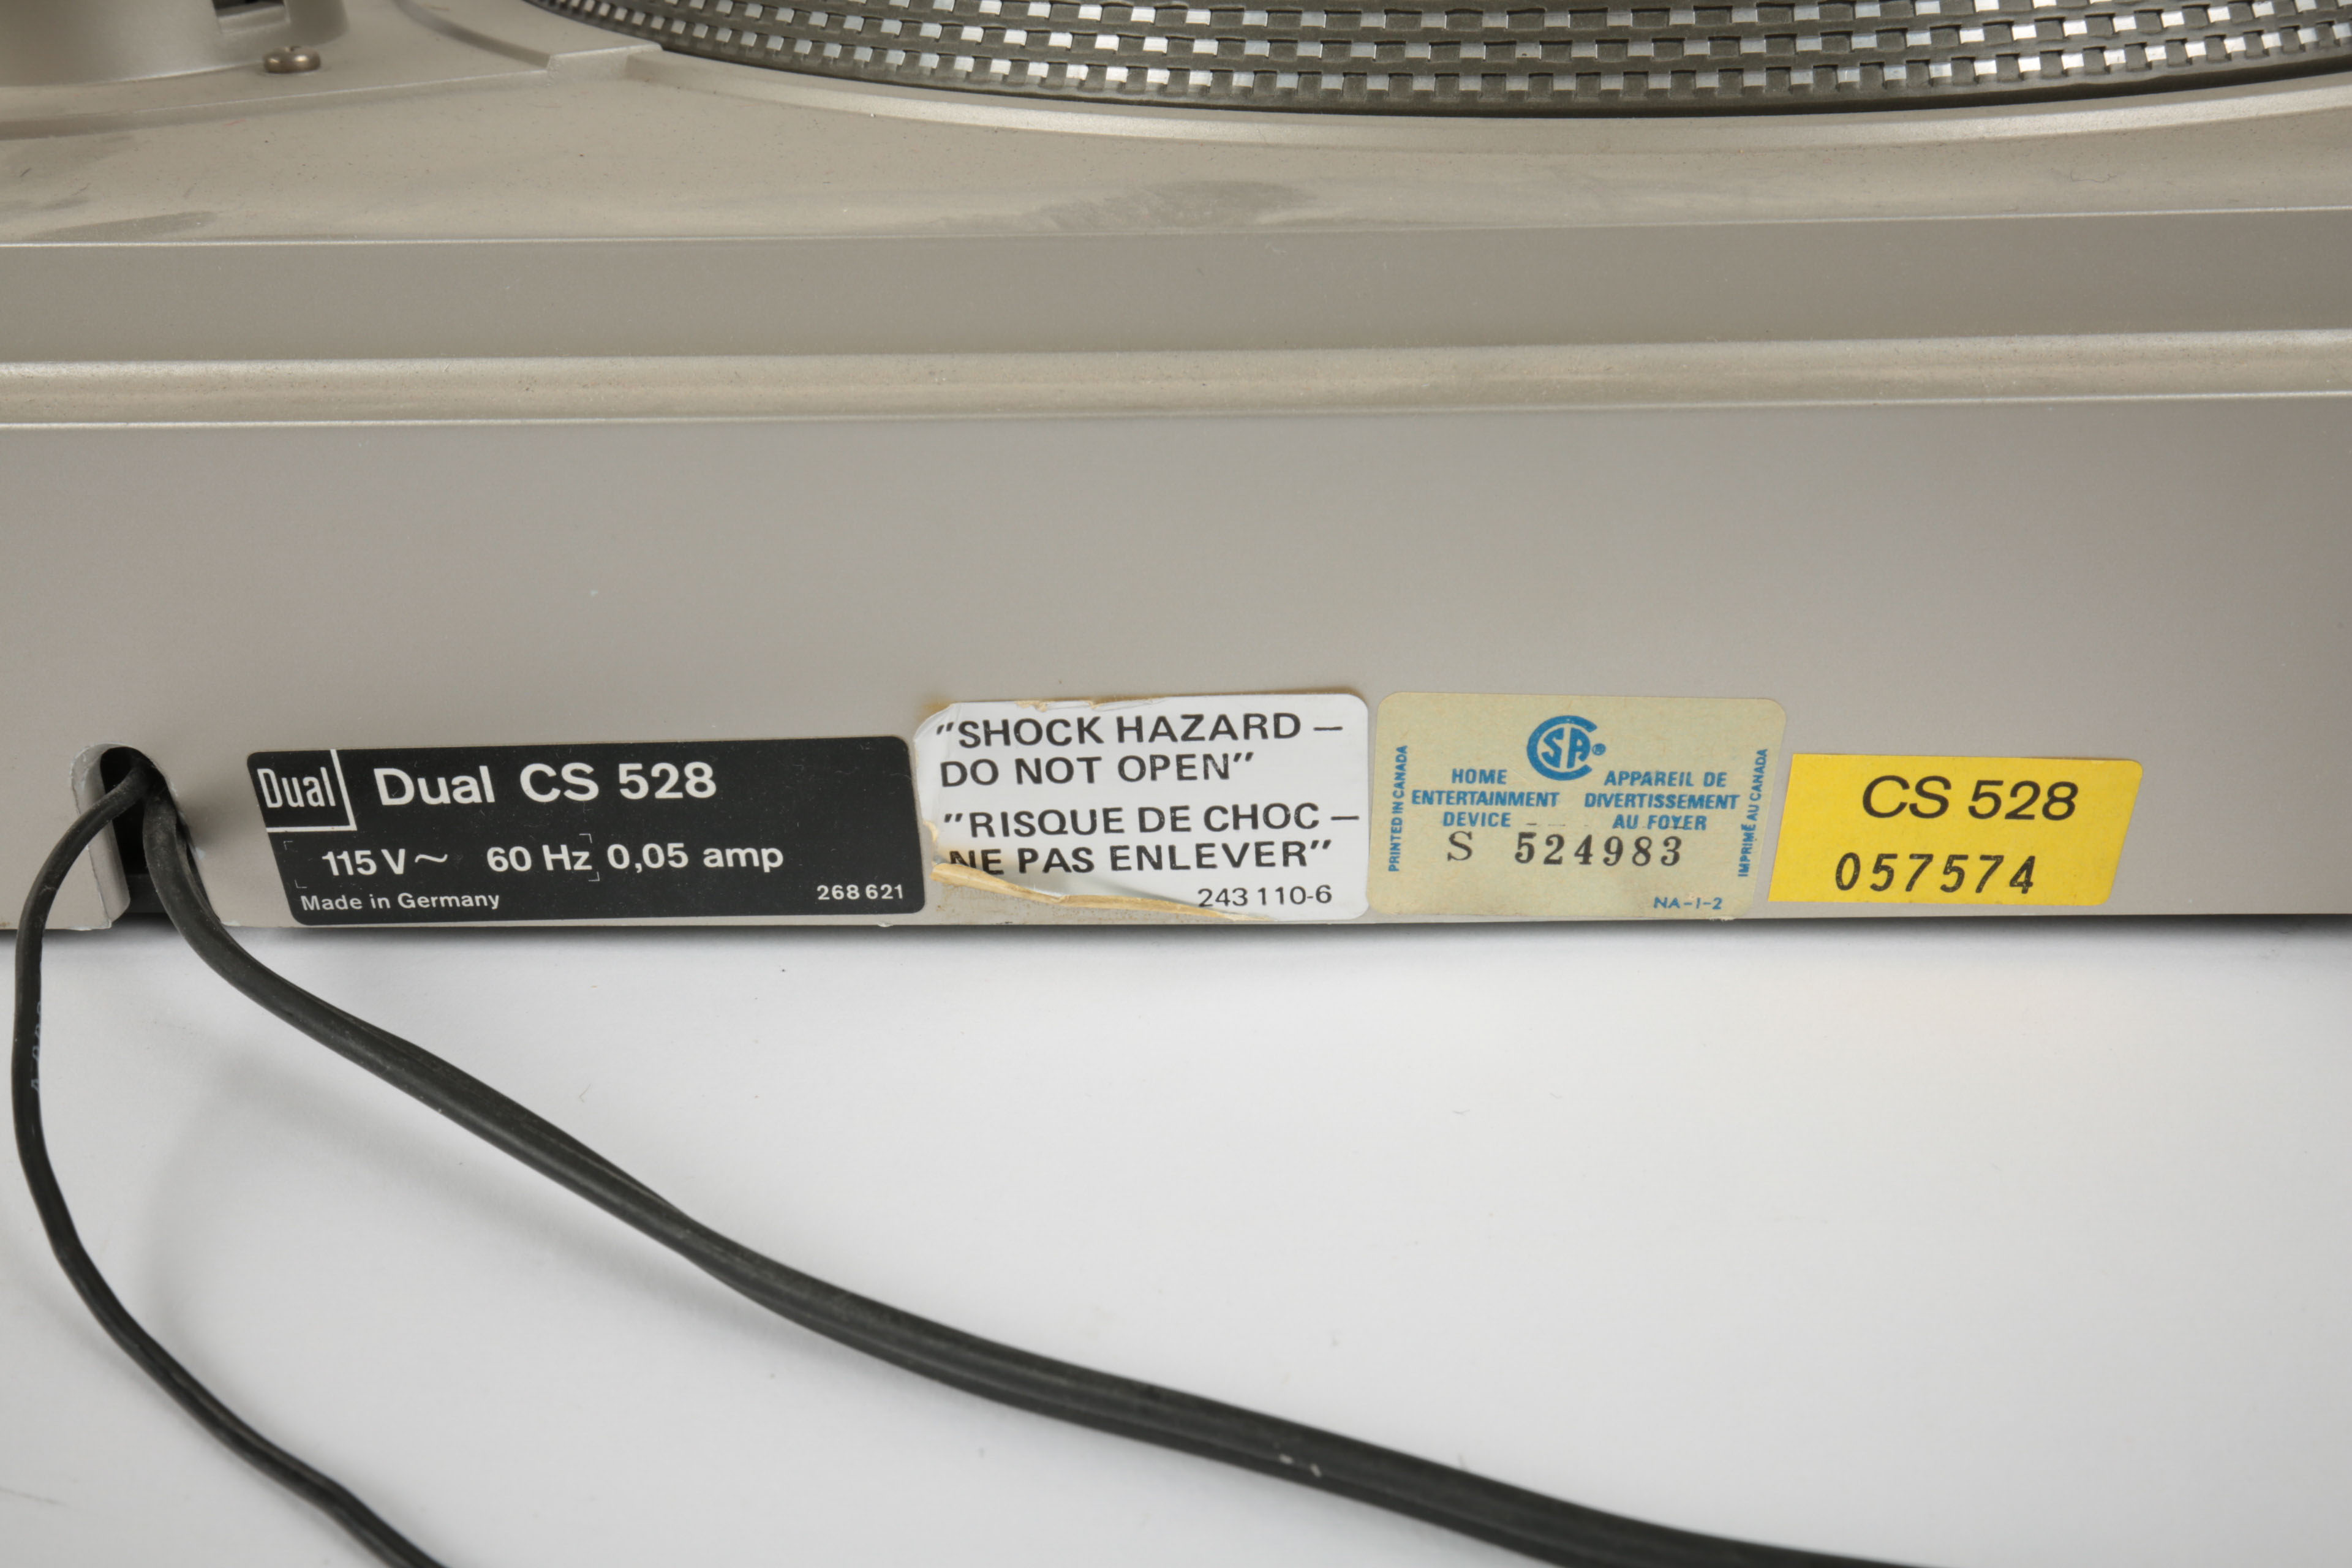 Dual
Dual CS 528
115 V ~ 60 Hz 0,05 amp
Made in Germany
268 621
"SHOCK HAZARD —
DO NOT OPEN"
"RISQUE DE CHOC —
NE PAS ENLEVER"
243 110-6
PRINTED IN CANADA
CSA®
HOME
ENTERTAINMENT
DEVICE
APPAREIL DE
DIVERTISSEMENT
AU FOYER
S 524983
NA-1-2
IMPRIMÉ AU CANADA
CS 528
057574